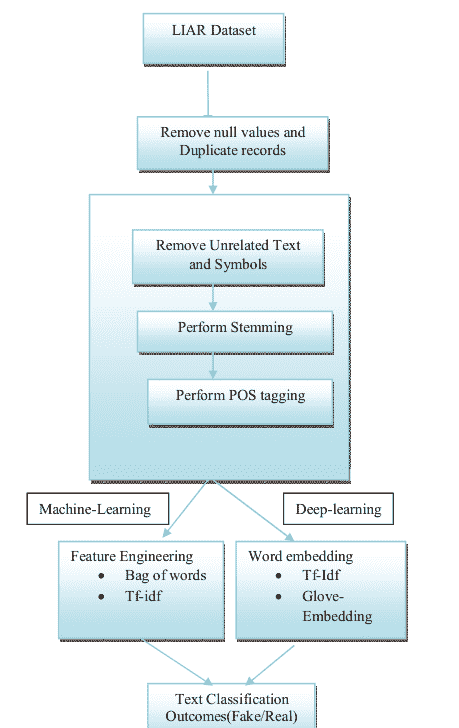 LIAR Dataset
Remove null values and
Duplicate records
Remove Unrelated Text
and Symbols
Perform Stemming
Perform POS tagging
Machine-Learning
Deep-learning
Feature Engineering
• Bag of words
• Tf-idf
Word embedding
• Tf-Idf
• Glove-
Embedding
Text Classification
Outcomes(Fake/Real)